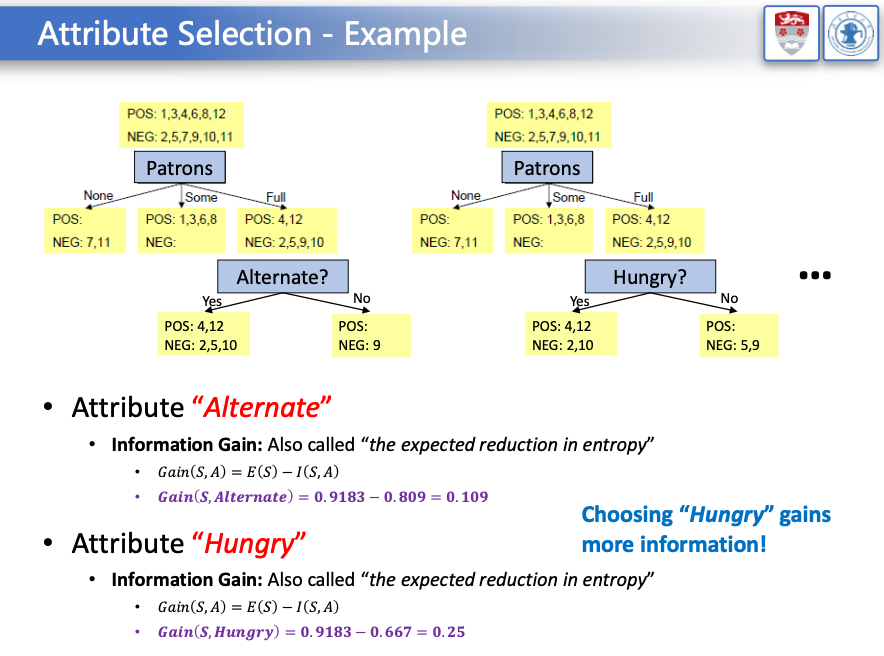 Attribute Selection - Example
POS: 1,3,4,6,8,12
NEG: 2,5,7,9,10,11
Patrons
None
Some
Full
POS:
NEG: 7,11
POS: 1,3,6,8
NEG:
POS: 4,12
NEG: 2,5,9,10
Alternate?
Yes
No
POS: 4,12
NEG: 2,5,10
POS:
NEG: 9
POS: 1,3,4,6,8,12
NEG: 2,5,7,9,10,11
Patrons
None
Some
Full
POS:
NEG: 7,11
POS: 1,3,6,8
NEG:
POS: 4,12
NEG: 2,5,9,10
Hungry?
Yes
No
POS: 4,12
NEG: 2,10
POS:
NEG: 5,9
...
• Attribute “Alternate”
• Information Gain: Also called “the expected reduction in entropy”
• Gain(S, A) = E(S) − I(S, A)
• Gain(S, Alternate) = 0.9183 − 0.809 = 0.109
Choosing “Hungry” gains
more information!
• Attribute “Hungry”
• Information Gain: Also called “the expected reduction in entropy”
• Gain(S, A) = E(S) − I(S, A)
• Gain(S, Hungry) = 0.9183 − 0.667 = 0.25